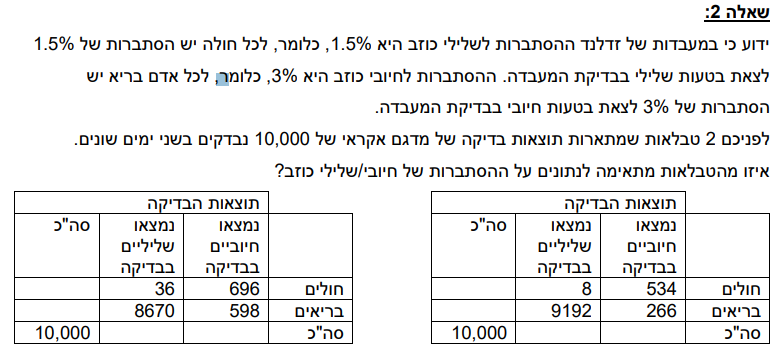 שאלה 2:
ידוע כי במעבדות של זדלנד ההסתברות לשלילי כוזב היא 1.5%, כלומר, לכל חולה יש הסתברות של 1.5%
לצאת בטעות שלילי בבדיקת המעבדה. ההסתברות לחיובי כוזב היא 3%, כלומר, לכל אדם בריא יש
הסתברות של 3% לצאת בטעות חיובי בבדיקת המעבדה.
לפניכם 2 טבלאות שמתארות תוצאות בדיקה של מדגם אקראי של 10,000 נבדקים בשני ימים שונים.
איזו מהטבלאות מתאימה לנתונים על ההסתברות של חיובי/שלילי כוזב?
תוצאות הבדיקה
נמצאו נמצאו סה"כ
חיוביים שליליים
בבדיקה בבדיקה
חולים 534 8
בריאים 266 9192
סה"כ 10,000
תוצאות הבדיקה
נמצאו נמצאו סה"כ
חיוביים שליליים
בבדיקה בבדיקה
חולים 696 36
בריאים 598 8670
סה"כ 10,000